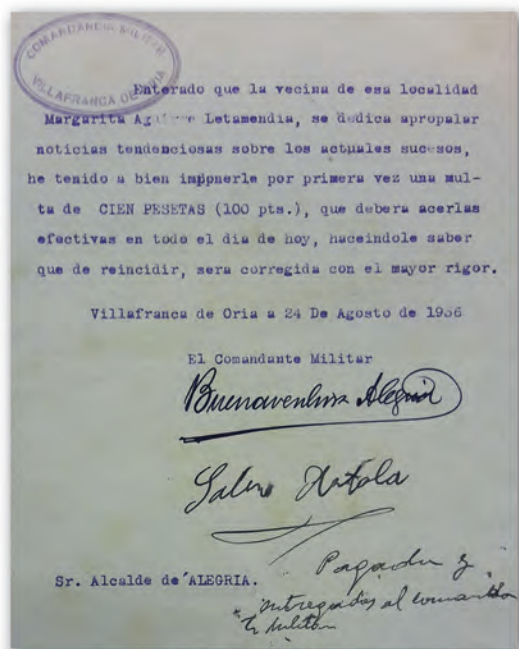 COMANDANCIA MILITAR
VILLAFRANCA DE ORIA
Enterado que la vecina de esa localidad
Margarita Letamendia, se dedica apropalar
noticias tendenciosas sobre los actuales sucesos,
he tenido a bien imppnerle por primera vez una mul-
ta de CIEN PESETAS (100 pts.), que debera acerlas
efectivas en todo el dia de hoy, haceindole saber
que de reincidir, sera corregida con el mayor rigor.
Villafranca de Oria a 24 De Agosto de 1936
El Comandante Militar
Buenaventura Alegria
Artola
Sr. Alcalde de ALEGRIA.
Pagadas y
entregadas al